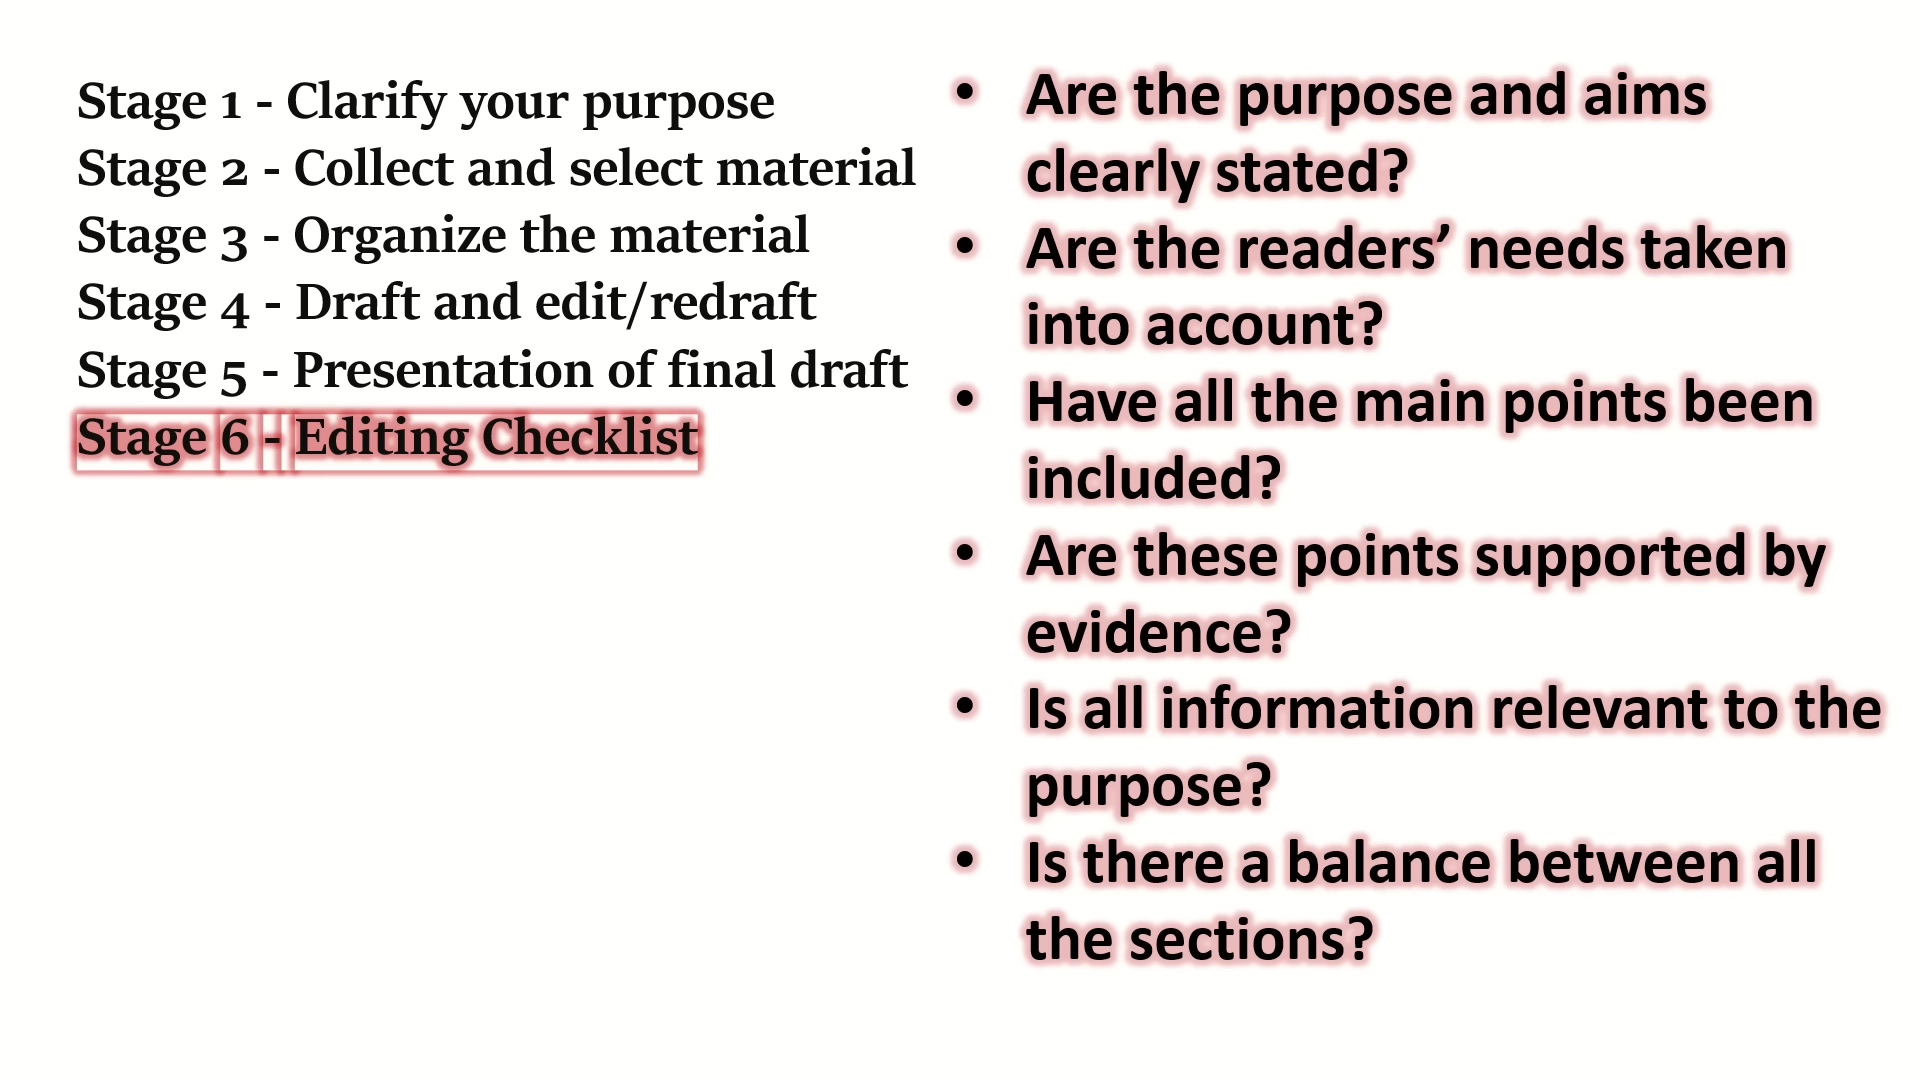 Stage 1 - Clarify your purpose
Stage 2 - Collect and select material
Stage 3 - Organize the material
Stage 4 - Draft and edit/redraft
Stage 5 - Presentation of final draft
Stage 6 - Editing Checklist
• Are the purpose and aims
clearly stated?
• Are the readers’ needs taken
into account?
• Have all the main points been
included?
• Are these points supported by
evidence?
• Is all information relevant to the
purpose?
• Is there a balance between all
the sections?